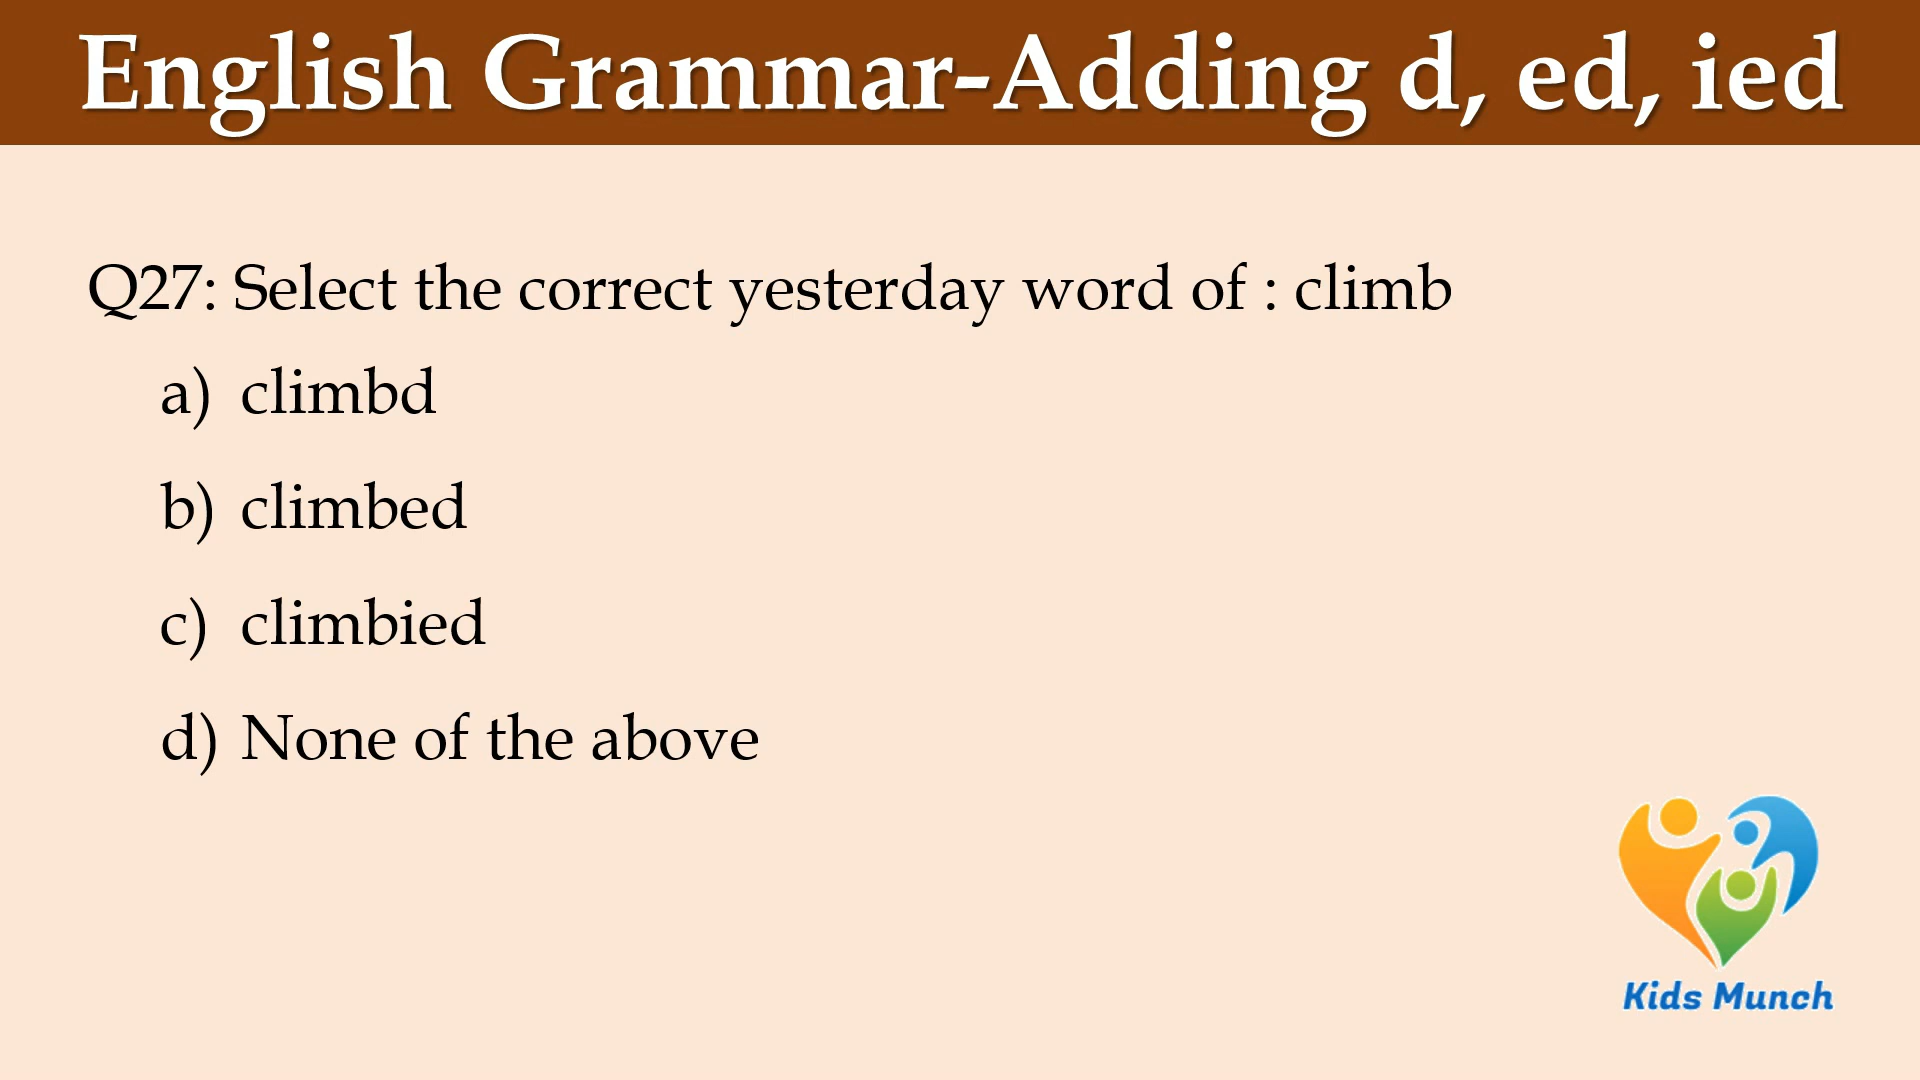 English Grammar-Adding d, ed, ied
Q27: Select the correct yesterday word of : climb
a) climbd
b) climbed
c) climbied
d) None of the above
Kids Munch